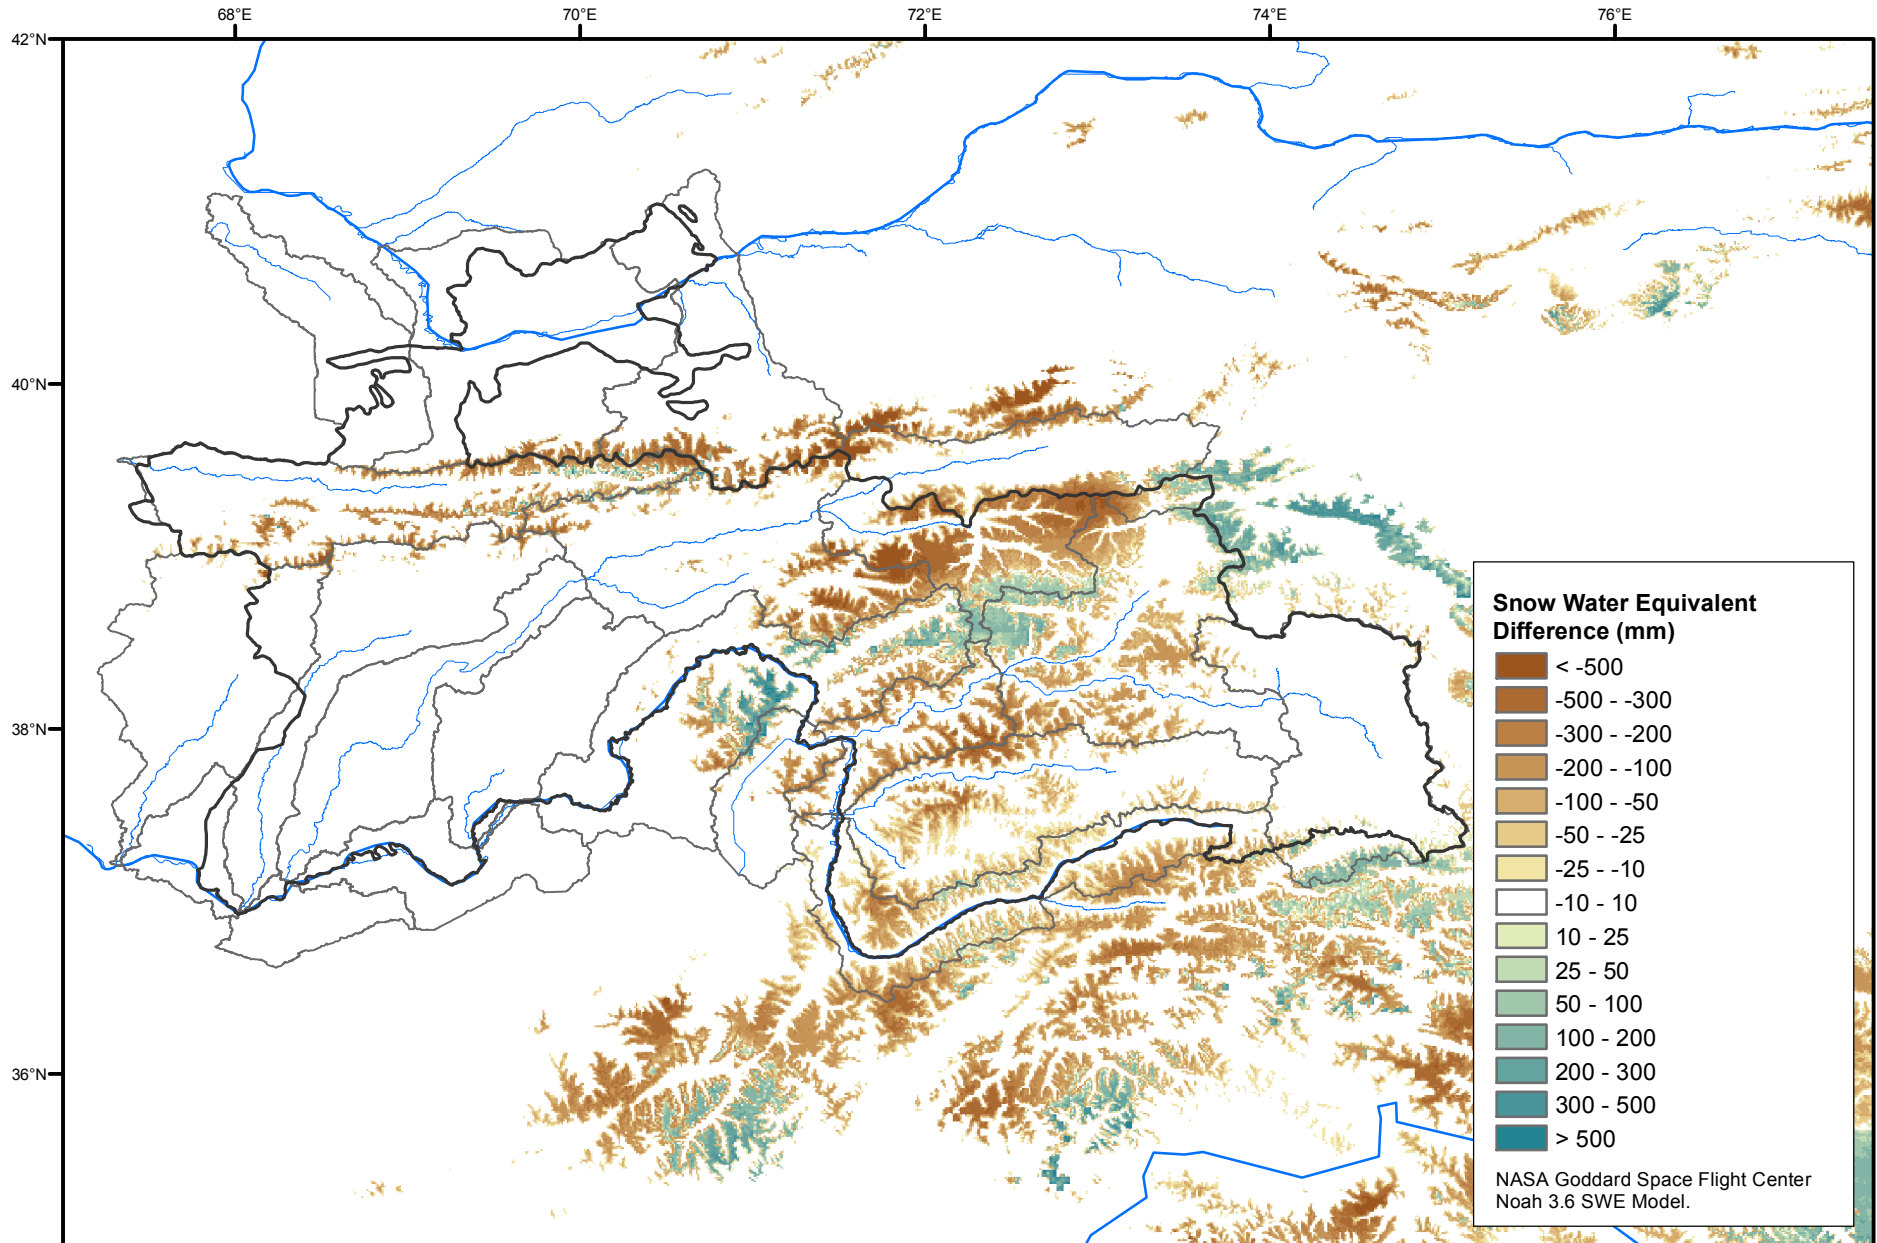 68°E
70°E
72°E
74°E
76°E
42°N
40°N
38°N
36°N
Snow Water Equivalent
Difference (mm)
< -500
-500 - -300
-300 - -200
-200 - -100
-100 - -50
-50 - -25
-25 - -10
-10 - 10
10 - 25
25 - 50
50 - 100
100 - 200
200 - 300
300 - 500
> 500
NASA Goddard Space Flight Center
Noah 3.6 SWE Model.